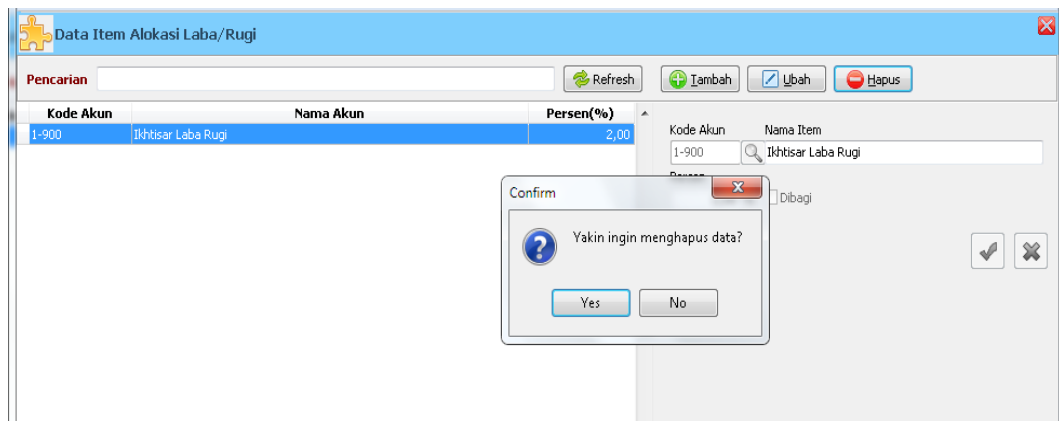 Data Item Alokasi Laba/Rugi
Pencarian Refresh Tambah Ubah Hapus
Kode Akun Nama Akun Persen(%)
1-900 Ikhtisar Laba Rugi 2,00
Kode Akun Nama Item
1-900 Ikhtisar Laba Rugi
Dibagi
Confirm
Yakin ingin menghapus data?
Yes No